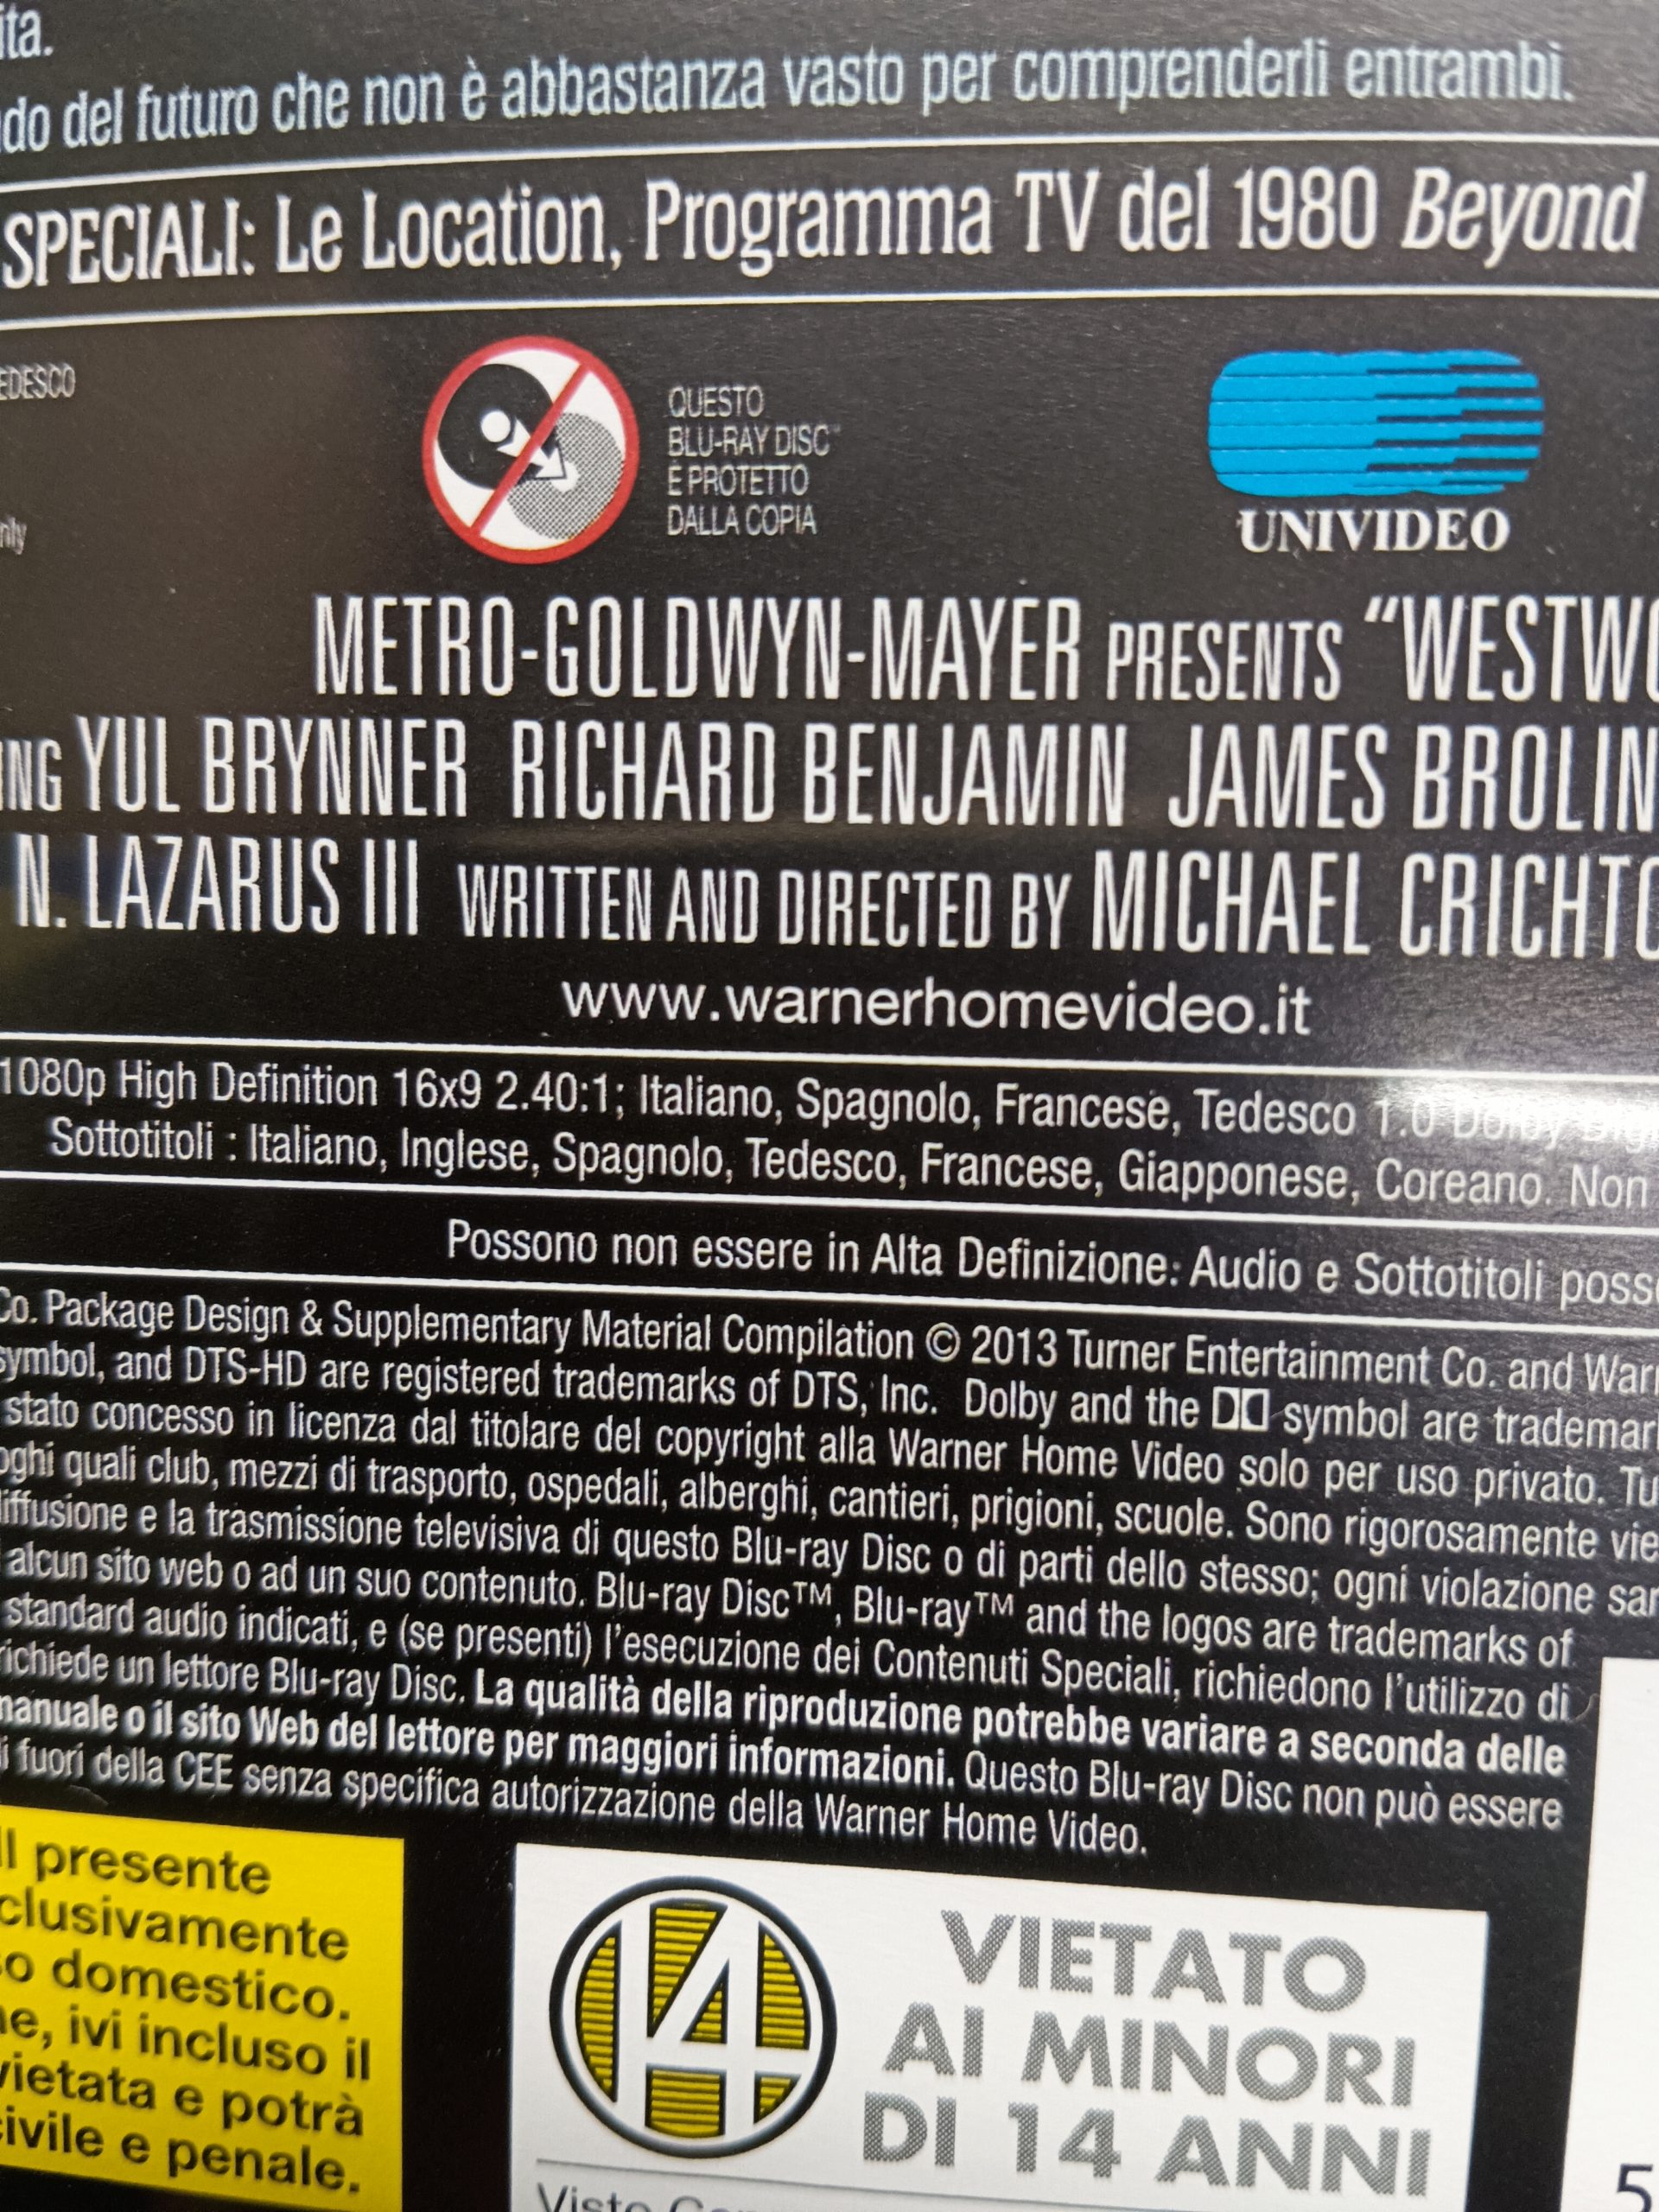 ita.
do del futuro che non è abbastanza vasto per comprenderli entrambi.
SPECIALI: Le Location, Programma TV del 1980 Beyond
EDESCO
QUESTO
BLU-RAY DISC™
È PROTETTO
DALLA COPIA
UNIVIDEO
nly
METRO-GOLDWYN-MAYER PRESENTS "WESTWO
ING YUL BRYNNER RICHARD BENJAMIN JAMES BROLIN
N. LAZARUS III WRITTEN AND DIRECTED BY MICHAEL CRICHTO
www.warnerhomevideo.it
1080p High Definition 16x9 2.40:1; Italiano, Spagnolo, Francese, Tedesco 1.0 Dolby Digi
Sottotitoli : Italiano, Inglese, Spagnolo, Tedesco, Francese, Giapponese, Coreano. Non
Possono non essere in Alta Definizione: Audio e Sottotitoli posso
Co. Package Design & Supplementary Material Compilation © 2013 Turner Entertainment Co. and Warn
symbol, and DTS-HD are registered trademarks of DTS, Inc. Dolby and the symbol are trademar
stato concesso in licenza dal titolare del copyright alla Warner Home Video solo per uso privato. Tu
oghi quali club, mezzi di trasporto, ospedali, alberghi, cantieri, prigioni, scuole. Sono rigorosamente vie
diffusione e la trasmissione televisiva di questo Blu-ray Disc o di parti dello stesso; ogni violazione sar
alcun sito web o ad un suo contenuto. Blu-ray Disc™, Blu-ray™ and the logos are trademarks of
standard audio indicati, e (se presenti) l'esecuzione dei Contenuti Speciali, richiedono l'utilizzo di
richiede un lettore Blu-ray Disc. La qualità della riproduzione potrebbe variare a seconda delle
manuale o il sito Web del lettore per maggiori informazioni. Questo Blu-ray Disc non può essere
i fuori della CEE senza specifica autorizzazione della Warner Home Video.
Il presente
clusivamente
so domestico.
ne, ivi incluso il
vietata e potrà
civile e penale.
14
VIETATO
AI MINORI
DI 14 ANNI
Visto
5